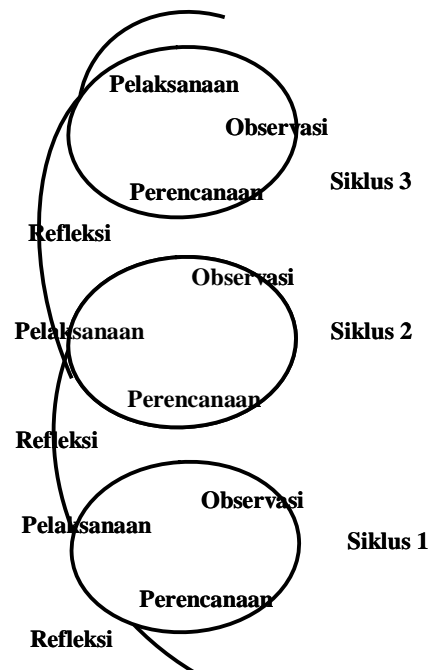 Pelaksanaan
Observasi
Siklus 3
Perencanaan
Refleksi
Observasi
Pelaksanaan
Siklus 2
Perencanaan
Refleksi
Observasi
Pelaksanaan
Siklus 1
Perencanaan
Refleksi